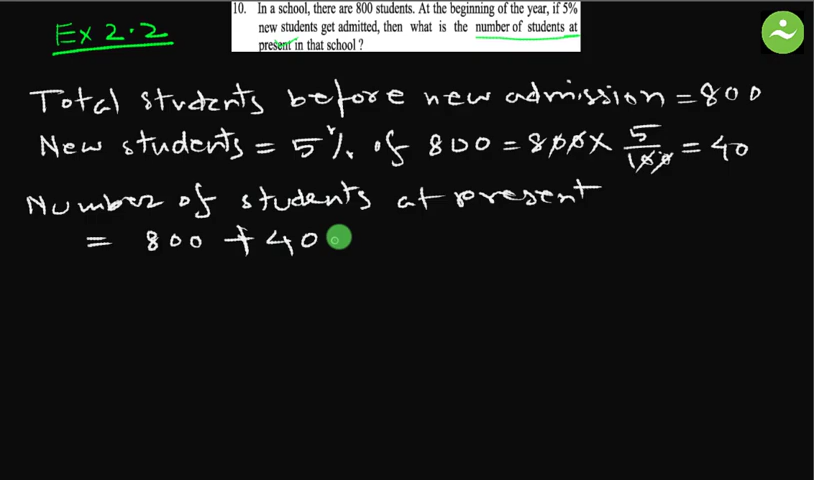 Ex 2.2
10. In a school, there are 800 students. At the beginning of the year, if 5%
new students get admitted, then what is the number of students at
present in that school ?
Total students before new admission = 800
New students = 5% of 800 = 800 x 5/100 = 40
Number of students at present
= 800 + 40